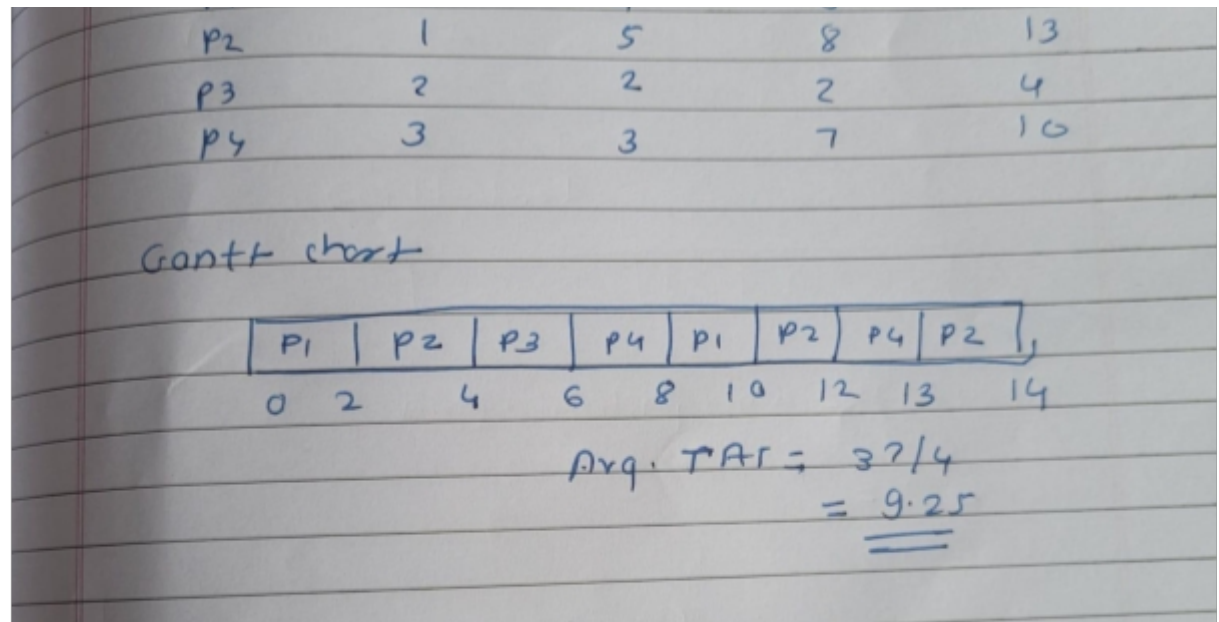 P2 1 5 8 13
P3 2 2 2 4
P4 3 3 7 10
Gantt chart
P1 P2 P3 P4 P1 P2 P4 P2
0 2 4 6 8 10 12 13 14
Avg. TAT = 37/4
= 9.25